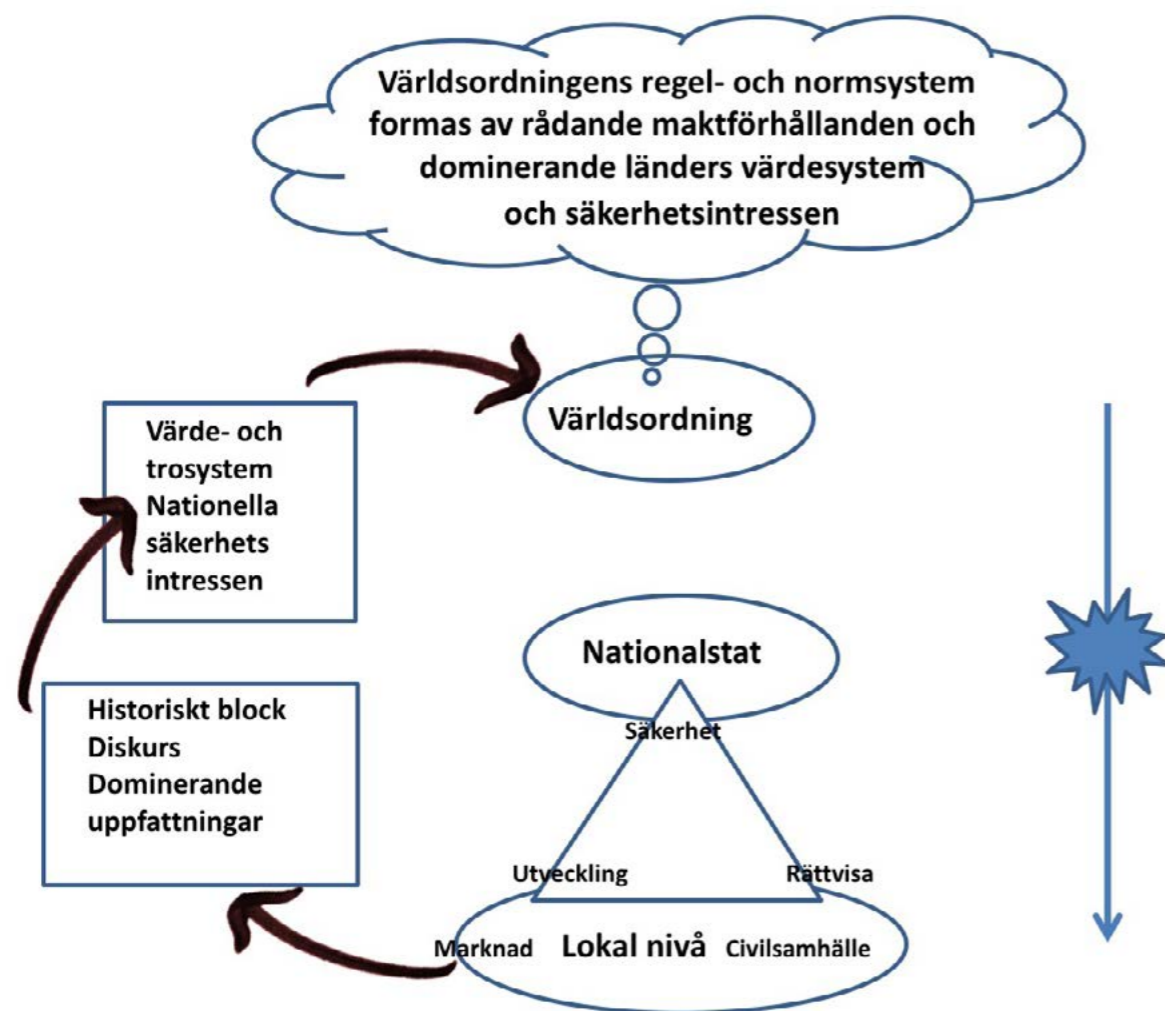 Världsordningens regel- och normsystem
formas av rådande maktförhållanden och
dominerande länders värdesystem
och säkerhetsintressen
Världsordning
Värde- och
trosystem
Nationella
säkerhets
intressen
Nationalstat
Säkerhet
Historiskt block
Diskurs
Dominerande
uppfattningar
Utveckling
Rättvisa
Marknad
Lokal nivå
Civilsamhälle